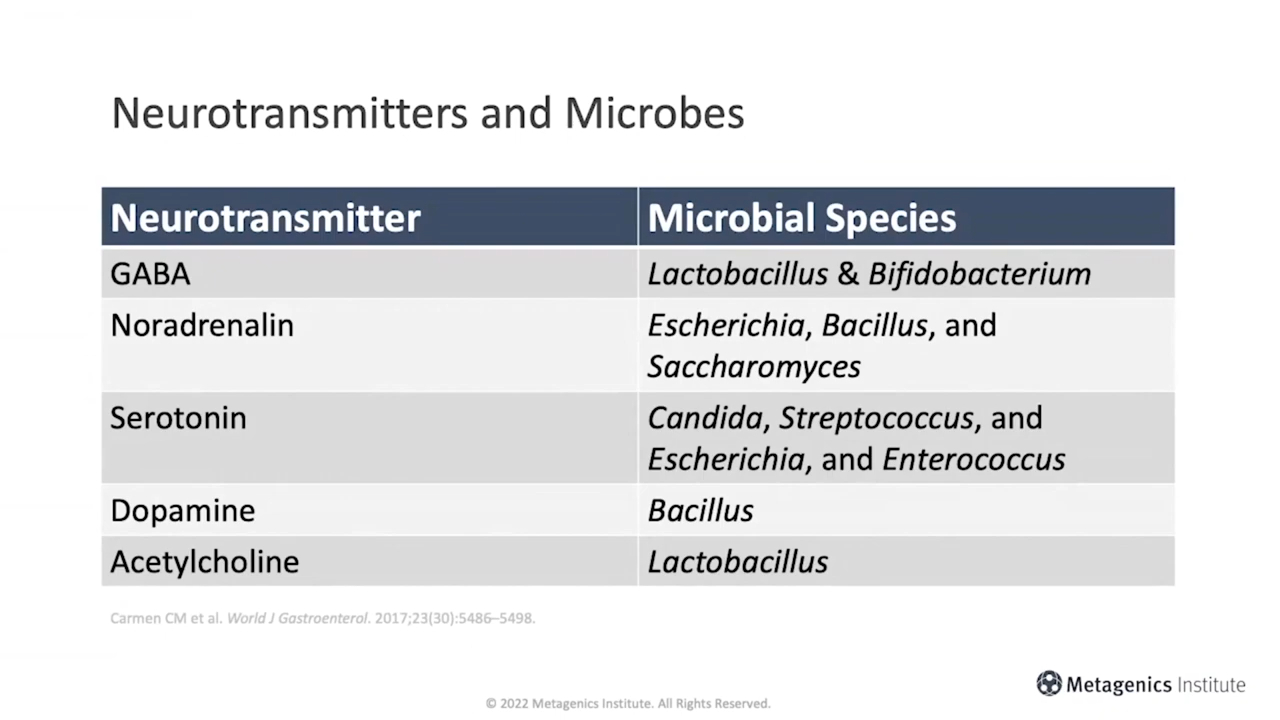 Neurotransmitters and Microbes
Neurotransmitter
Microbial Species
GABA
Lactobacillus & Bifidobacterium
Noradrenalin
Escherichia, Bacillus, and
Saccharomyces
Serotonin
Candida, Streptococcus, and
Escherichia, and Enterococcus
Dopamine
Bacillus
Acetylcholine
Lactobacillus
Carmen CM et al. World J Gastroenteral. 2017;23(30):5486–5498.
Metagenics Institute
© 2022 Metagenics Institute. All Rights Reserved.